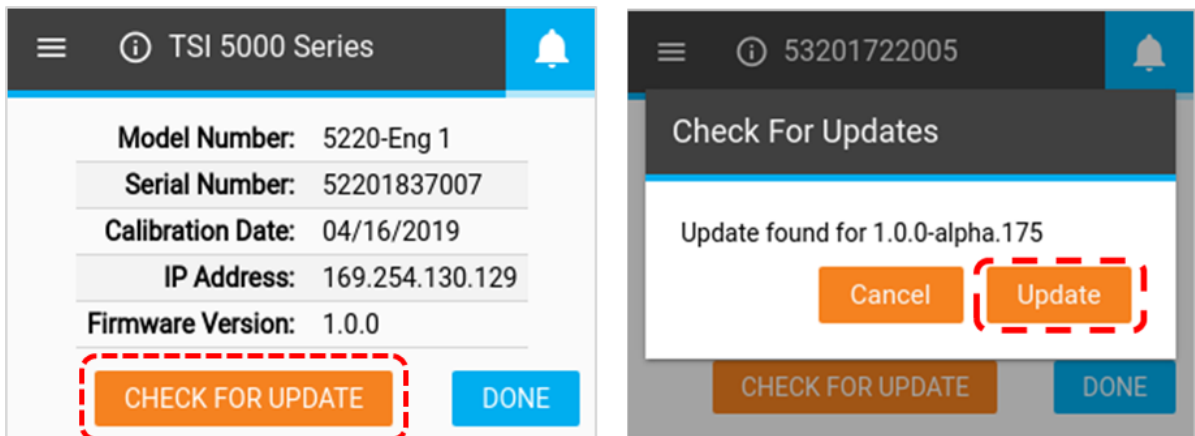 TSI 5000 Series
Model Number: 5220-Eng 1
Serial Number: 52201837007
Calibration Date: 04/16/2019
IP Address: 169.254.130.129
Firmware Version: 1.0.0
CHECK FOR UPDATE DONE
53201722005
Check For Updates
Update found for 1.0.0-alpha.175
Cancel Update
CHECK FOR UPDATE DONE